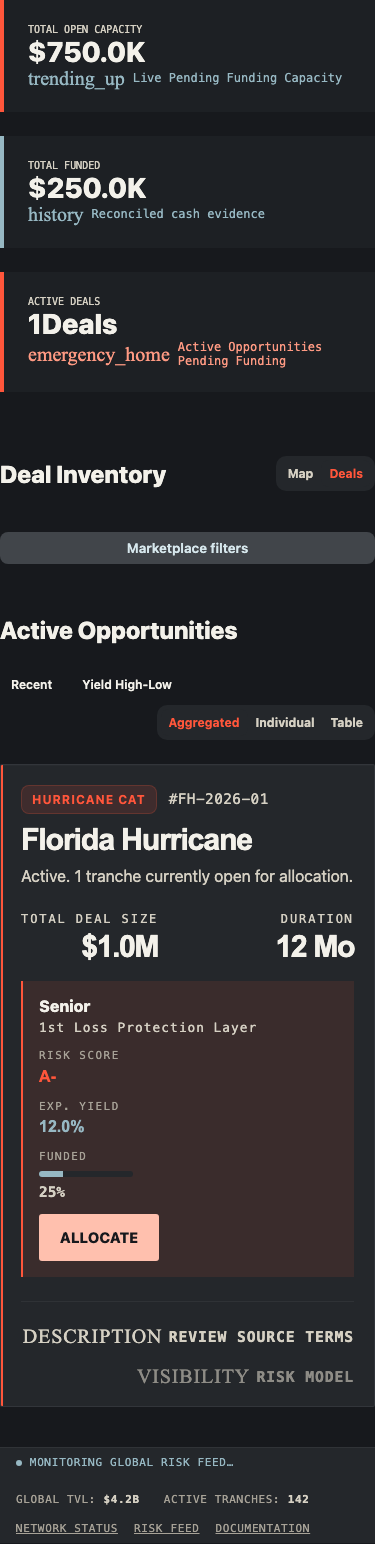 TOTAL OPEN CAPACITY
$750.0K
trending_up Live Pending Funding Capacity
TOTAL FUNDED
$250.0K
history Reconciled cash evidence
ACTIVE DEALS
1Deals
emergency_home Active Opportunities
Pending Funding
Deal Inventory
Map Deals
Marketplace filters
Active Opportunities
Recent Yield High-Low
Aggregated Individual Table
HURRICANE CAT #FH-2026-01
Florida Hurricane
Active. 1 tranche currently open for allocation.
TOTAL DEAL SIZE DURATION
$1.0M 12 Mo
Senior
1st Loss Protection Layer
RISK SCORE
A-
EXP. YIELD
12.0%
FUNDED
25%
ALLOCATE
DESCRIPTION REVIEW SOURCE TERMS
VISIBILITY RISK MODEL
MONITORING GLOBAL RISK FEED…
GLOBAL TVL: $4.2B ACTIVE TRANCHES: 142
NETWORK STATUS RISK FEED DOCUMENTATION